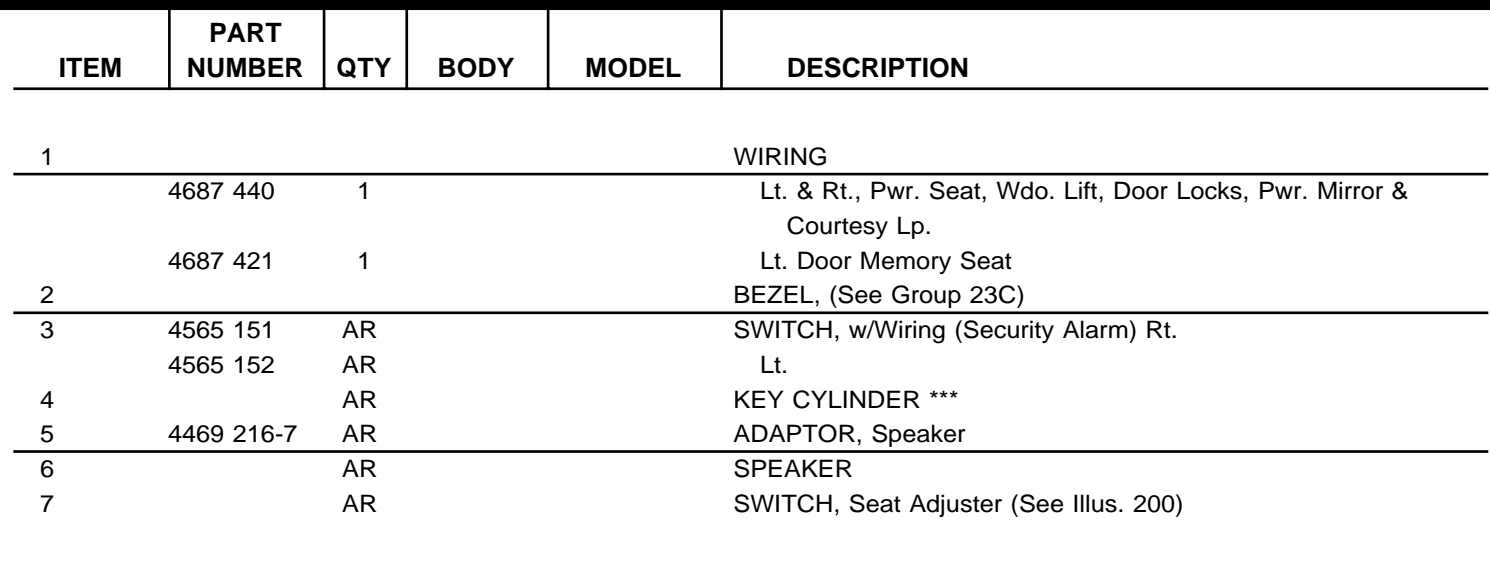 PART
ITEM NUMBER QTY BODY MODEL DESCRIPTION
1 WIRING
4687 440 1 Lt. & Rt., Pwr. Seat, Wdo. Lift, Door Locks, Pwr. Mirror &
Courtesy Lp.
4687 421 1 Lt. Door Memory Seat
2 BEZEL, (See Group 23C)
3 4565 151 AR SWITCH, w/Wiring (Security Alarm) Rt.
4565 152 AR Lt.
4 AR KEY CYLINDER ***
5 4469 216-7 AR ADAPTOR, Speaker
6 AR SPEAKER
7 AR SWITCH, Seat Adjuster (See Illus. 200)